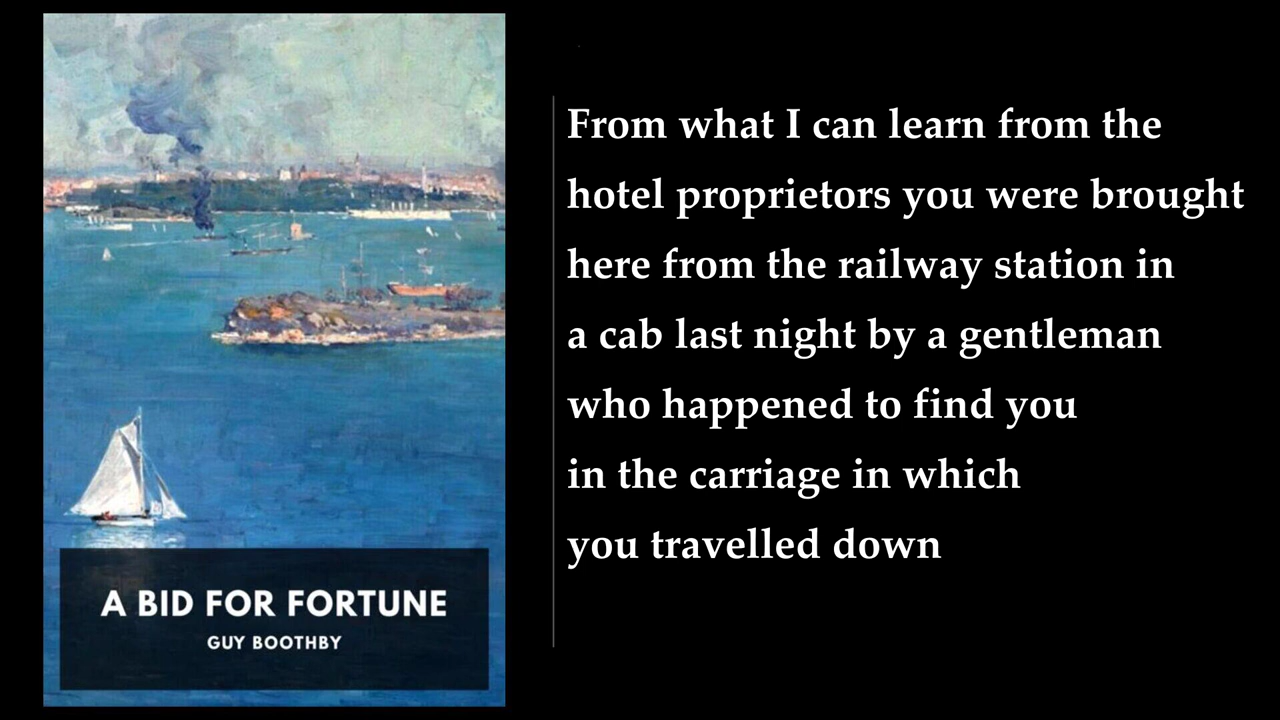 From what I can learn from the
hotel proprietors you were brought
here from the railway station in
a cab last night by a gentleman
who happened to find you
in the carriage in which
you travelled down
A BID FOR FORTUNE
GUY BOOTHBY